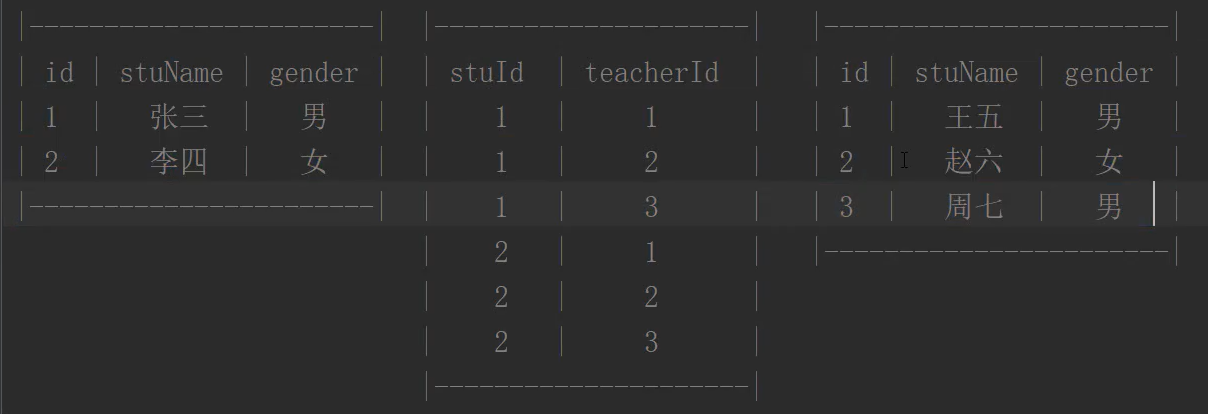 |-----------------------| |---------------------| |-----------------------|
| id | stuName | gender | | stuId | teacherId | | id | stuName | gender |
| 1 | 张三 | 男 | | 1 | 1 | | 1 | 王五 | 男 |
| 2 | 李四 | 女 | | 1 | 2 | | 2 | 赵六 | 女 |
|-----------------------| | 1 | 3 | | 3 | 周七 | 男 |
| 2 | 1 | |-----------------------|
| 2 | 2 |
| 2 | 3 |
|---------------------|